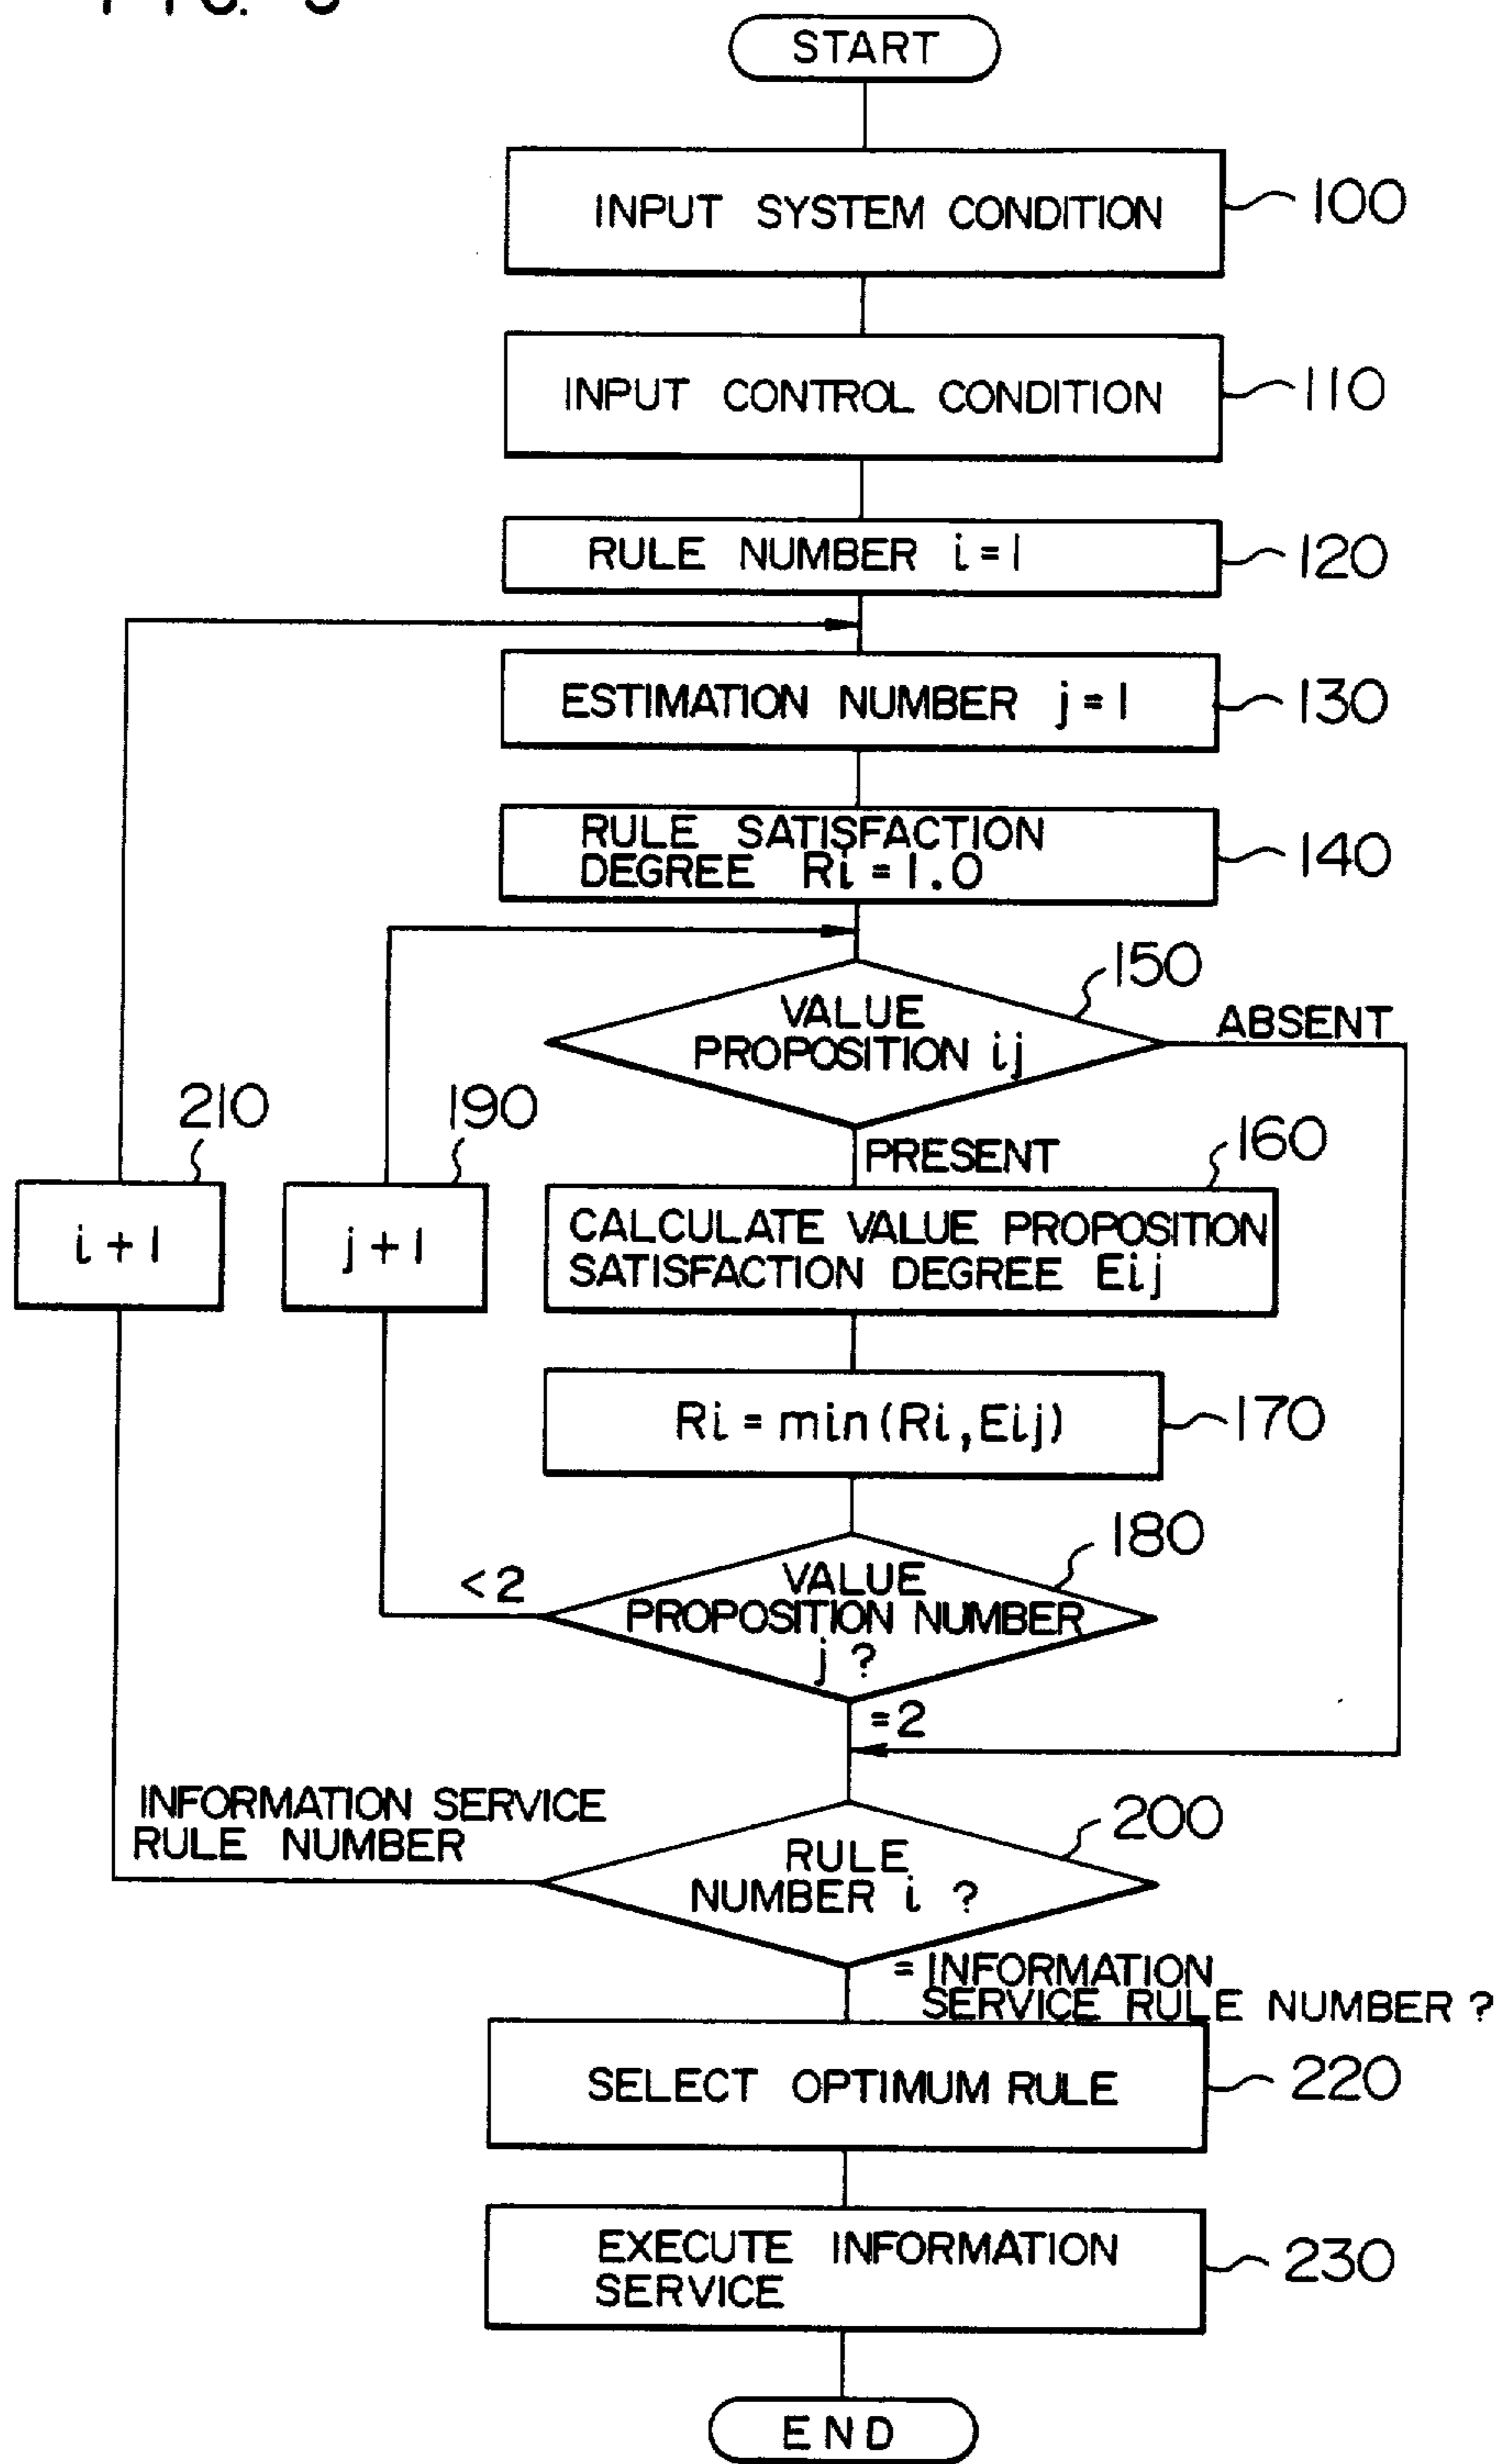 START
INPUT SYSTEM CONDITION
100
INPUT CONTROL CONDITION
110
RULE NUMBER i = 1
120
ESTIMATION NUMBER j = 1
130
RULE SATISFACTION
DEGREE Ri = 1.0
140
150
VALUE
PROPOSITION ij
ABSENT
210
190
PRESENT
160
i + 1
j + 1
CALCULATE VALUE PROPOSITION
SATISFACTION DEGREE Eij
Ri = min (Ri, Eij)
170
180
< 2
VALUE
PROPOSITION NUMBER
j ?
= 2
INFORMATION SERVICE
RULE NUMBER
200
RULE
NUMBER i ?
= INFORMATION
SERVICE RULE NUMBER ?
SELECT OPTIMUM RULE
220
EXECUTE INFORMATION
SERVICE
230
END